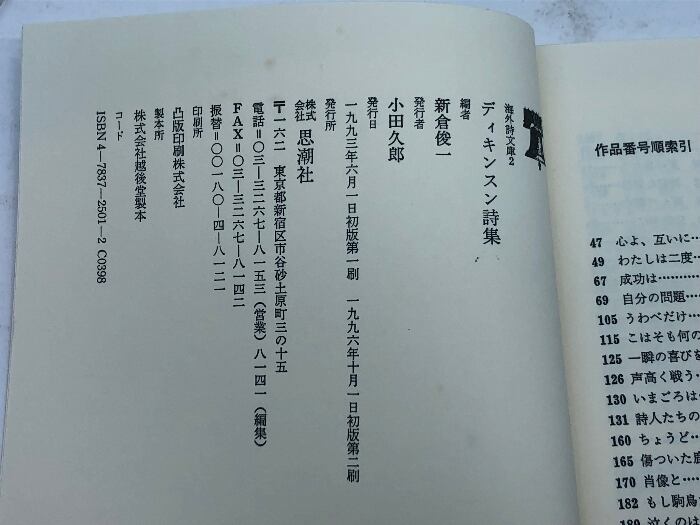 海外詩文庫2
ディキンスン詩集
編者
新倉俊一
発行者
小田久郎
発行日
一九九三年六月一日初版第一刷　一九九六年十月一日初版第二刷
発行所
株式会社 思潮社
〒一六二　東京都新宿区市谷砂土原町三の十五
電話＝〇三―三二六七―八一五三（営業）八一四一（編集）
FAX＝〇三―三二六七―八一四二
振替＝〇〇一八〇―四―八一二一
印刷所
凸版印刷株式会社
製本所
株式会社越後堂製本
コード
ISBN 4―7837―2501―2 C0398
作品番号順索引
47 心よ、互いに…
49 わたしは二度…
67 成功は………
69 自分の問題…
105 うわべだけ…
115 こはそも何の
125 一瞬の喜びを
126 声高く戦う…
130 いまごろは
131 詩人たちの
160 ちょうど…
165 傷ついた鹿
170 肖像と…
182 もし駒鳥
189 泣くのは